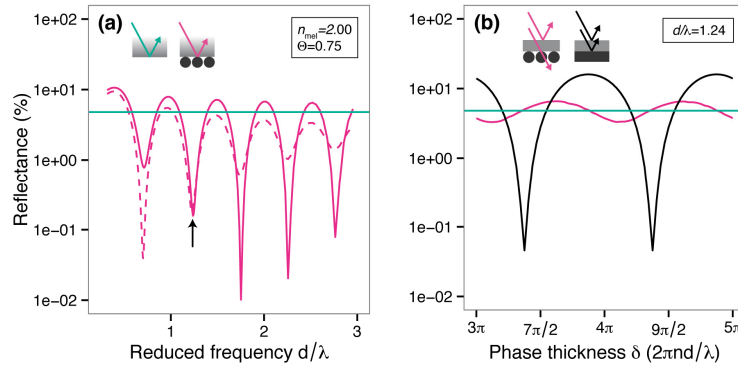 (a)
n_mel=2.00
Θ=0.75
1e+02
1e+01
1e+00
1e-01
1e-02
Reflectance (%)
1
2
3
Reduced frequency d/λ
(b)
d/λ=1.24
1e+02
1e+01
1e+00
1e-01
1e-02
3π
7π/2
4π
9π/2
5π
Phase thickness δ (2πnd/λ)